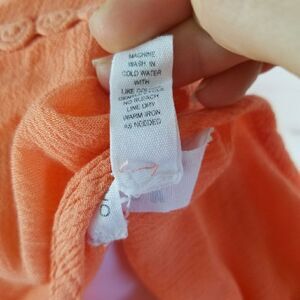 MACHINE
WASH IN
COLD WATER
WITH
LIKE COLORS
NO BLEACH
LINE DRY
WARM IRON
AS NEEDED